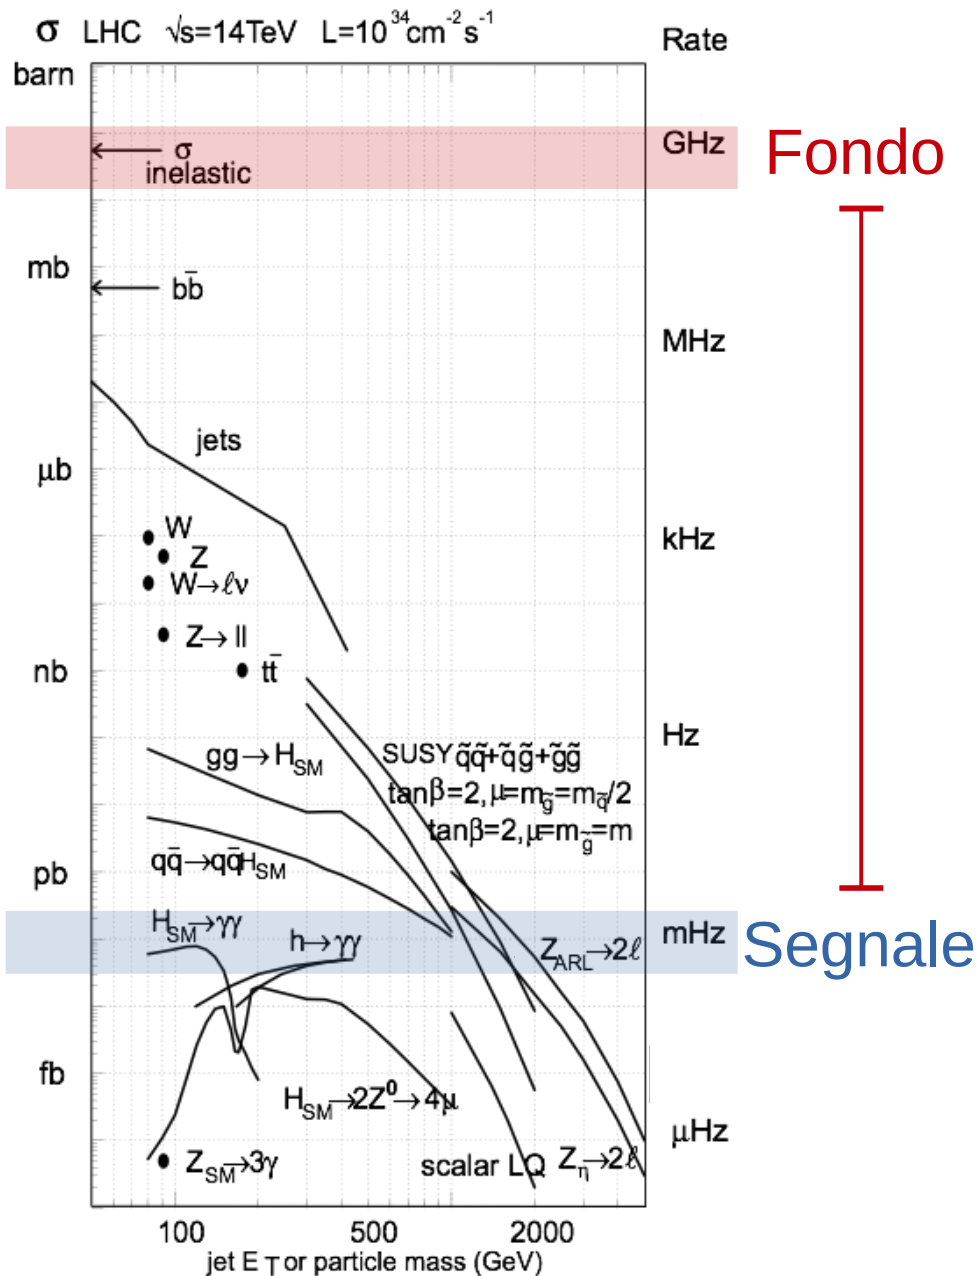 σ LHC √s=14TeV L=10³⁴cm⁻²s⁻¹ Rate
barn
σ
inelastic
GHz
Fondo
mb
bb̄
MHz
jets
μb
W
kHz
Z
W→ℓν
Z→ll
nb
tt̄
Hz
gg→H_SM
SUSY q̃q̃+q̃g̃+g̃g̃
tanβ=2, μ=m_g̃=m_q̃/2
tanβ=2, μ=m_g̃=m
qq̄→qq̄H_SM
pb
H_SM→γγ
h→γγ
Z_ARL→2ℓ
mHz
Segnale
fb
H_SM→2Z⁰→4μ
μHz
Z_SM→3γ
scalar LQ
Z_η→2ℓ
100 500 2000
jet E_T or particle mass (GeV)